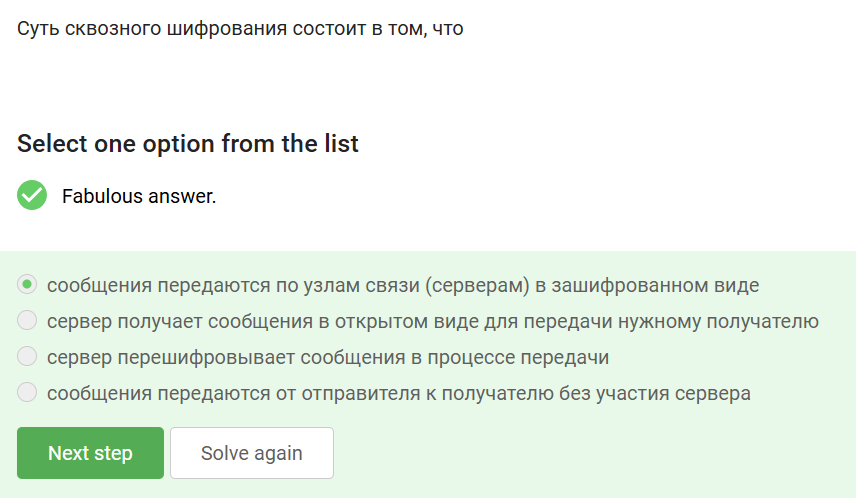 Суть сквозного шифрования состоит в том, что
Select one option from the list
Fabulous answer.
сообщения передаются по узлам связи (серверам) в зашифрованном виде
сервер получает сообщения в открытом виде для передачи нужному получателю
сервер перешифровывает сообщения в процессе передачи
сообщения передаются от отправителя к получателю без участия сервера
Next step
Solve again